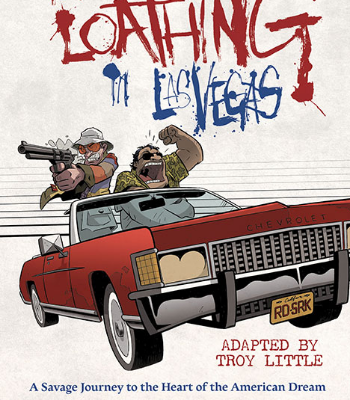 LOATHING
IN LAS VEGAS
CHEVROLET
RD-SRK
ADAPTED BY
TROY LITTLE
A Savage Journey to the Heart of the American Dream